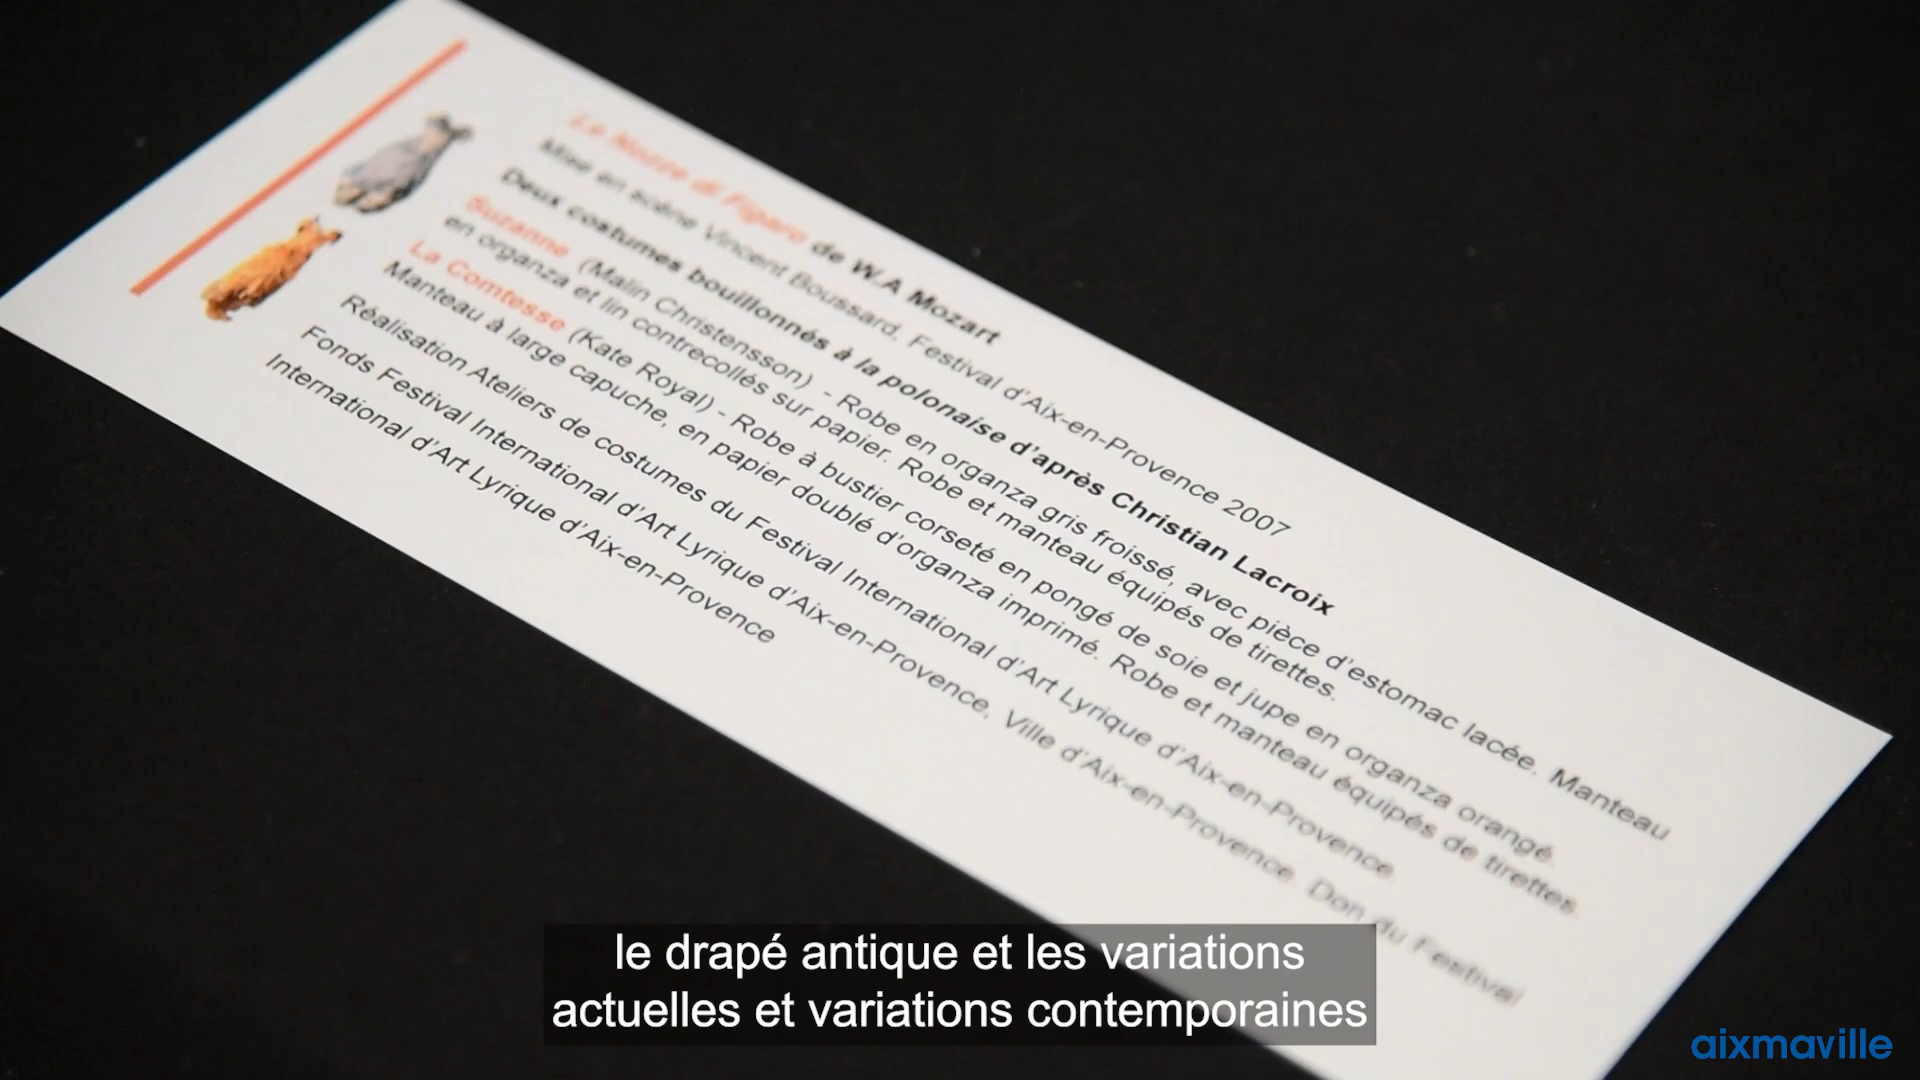 Le Nozze di Figaro de W.A Mozart
Mise en scène Vincent Boussard, Festival d'Aix-en-Provence 2007
Deux costumes bouillonnés à la polonaise d'après Christian Lacroix
Suzanne (Malin Christensson) - Robe en organza gris froissé, avec pièce d'estomac lacée. Manteau
en organza et lin contrecollés sur papier. Robe et manteau équipés de tirettes.
La Comtesse (Kate Royal) - Robe à bustier corseté en pongé de soie et jupe en organza orangé.
Manteau à large capuche, en papier doublé d'organza imprimé. Robe et manteau équipés de tirettes.
Réalisation Ateliers de costumes du Festival International d'Art Lyrique d'Aix-en-Provence.
Fonds Festival International d'Art Lyrique d'Aix-en-Provence, Ville d'Aix-en-Provence. Don du Festival
International d'Art Lyrique d'Aix-en-Provence
le drapé antique et les variations
actuelles et variations contemporaines
aixmaville